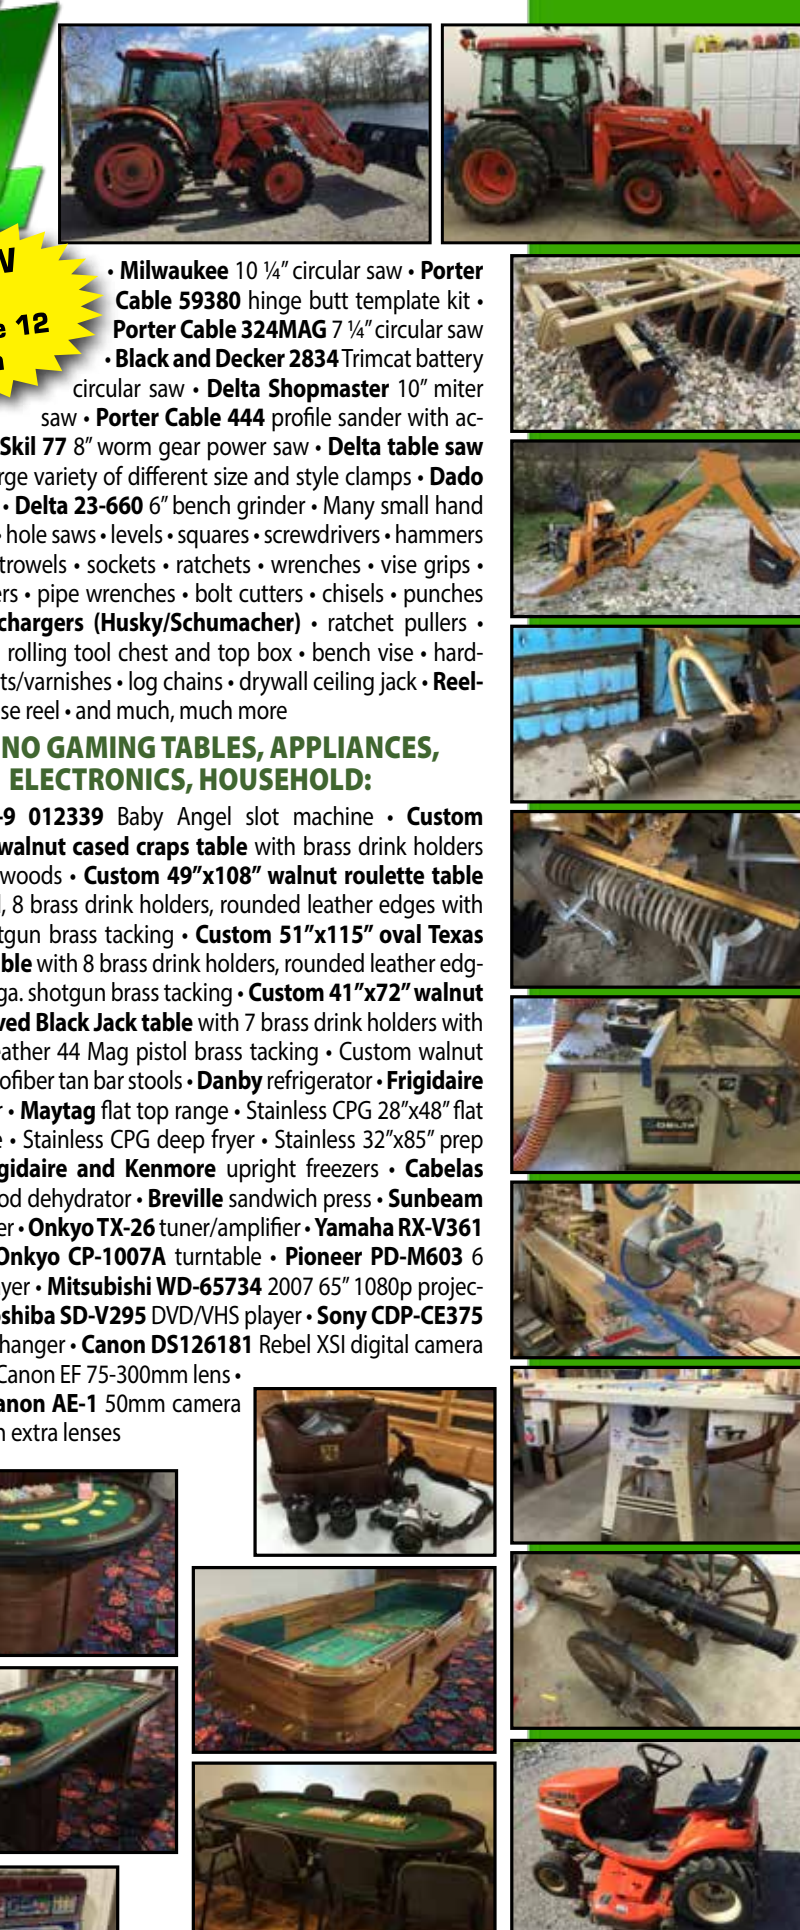 12
• Milwaukee 10 ¼” circular saw • Porter
Cable 59380 hinge butt template kit •
Porter Cable 324MAG 7 ¼” circular saw
• Black and Decker 2834 Trimcat battery
circular saw • Delta Shopmaster 10” miter
saw • Porter Cable 444 profile sander with ac-
Skil 77 8” worm gear power saw • Delta table saw
rge variety of different size and style clamps • Dado
• Delta 23-660 6” bench grinder • Many small hand
• hole saws • levels • squares • screwdrivers • hammers
trowels • sockets • ratchets • wrenches • vise grips •
ers • pipe wrenches • bolt cutters • chisels • punches
chargers (Husky/Schumacher) • ratchet pullers •
rolling tool chest and top box • bench vise • hard-
ts/varnishes • log chains • drywall ceiling jack • Reel-
se reel • and much, much more
NO GAMING TABLES, APPLIANCES,
ELECTRONICS, HOUSEHOLD:
-9 012339 Baby Angel slot machine • Custom
walnut cased craps table with brass drink holders
woods • Custom 49”x108” walnut roulette table
, 8 brass drink holders, rounded leather edges with
tgun brass tacking • Custom 51”x115” oval Texas
ble with 8 brass drink holders, rounded leather edg-
ga. shotgun brass tacking • Custom 41”x72” walnut
ved Black Jack table with 7 brass drink holders with
eather 44 Mag pistol brass tacking • Custom walnut
ofiber tan bar stools • Danby refrigerator • Frigidaire
r • Maytag flat top range • Stainless CPG 28”x48” flat
e • Stainless CPG deep fryer • Stainless 32”x85” prep
gidaire and Kenmore upright freezers • Cabelas
od dehydrator • Breville sandwich press • Sunbeam
er • Onkyo TX-26 tuner/amplifier • Yamaha RX-V361
Onkyo CP-1007A turntable • Pioneer PD-M603 6
yer • Mitsubishi WD-65734 2007 65” 1080p projec-
shiba SD-V295 DVD/VHS player • Sony CDP-CE375
hanger • Canon DS126181 Rebel XSI digital camera
Canon EF 75-300mm lens •
anon AE-1 50mm camera
n extra lenses
DELTA